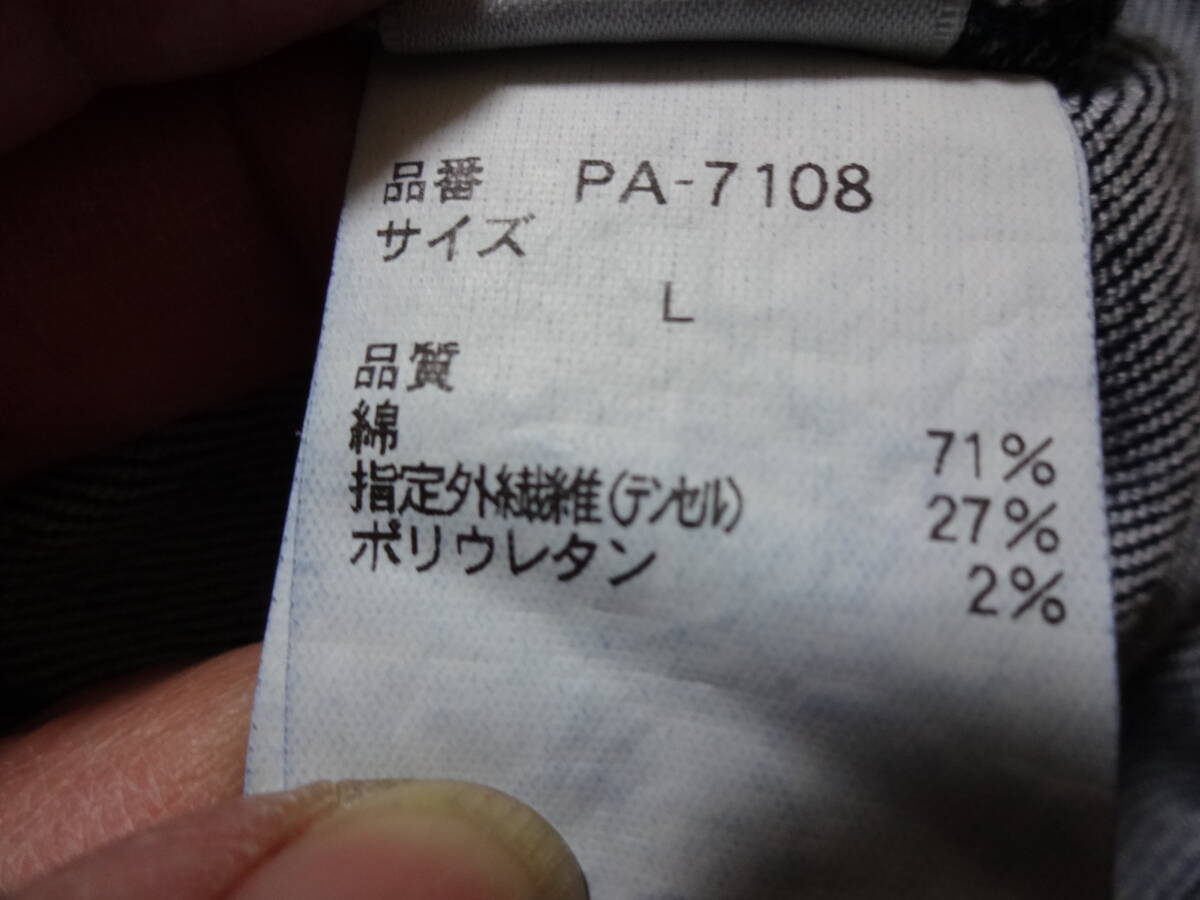 品番 PA-7108
サイズ
L
品質
綿 71%
指定外繊維(テンセル) 27%
ポリウレタン 2%